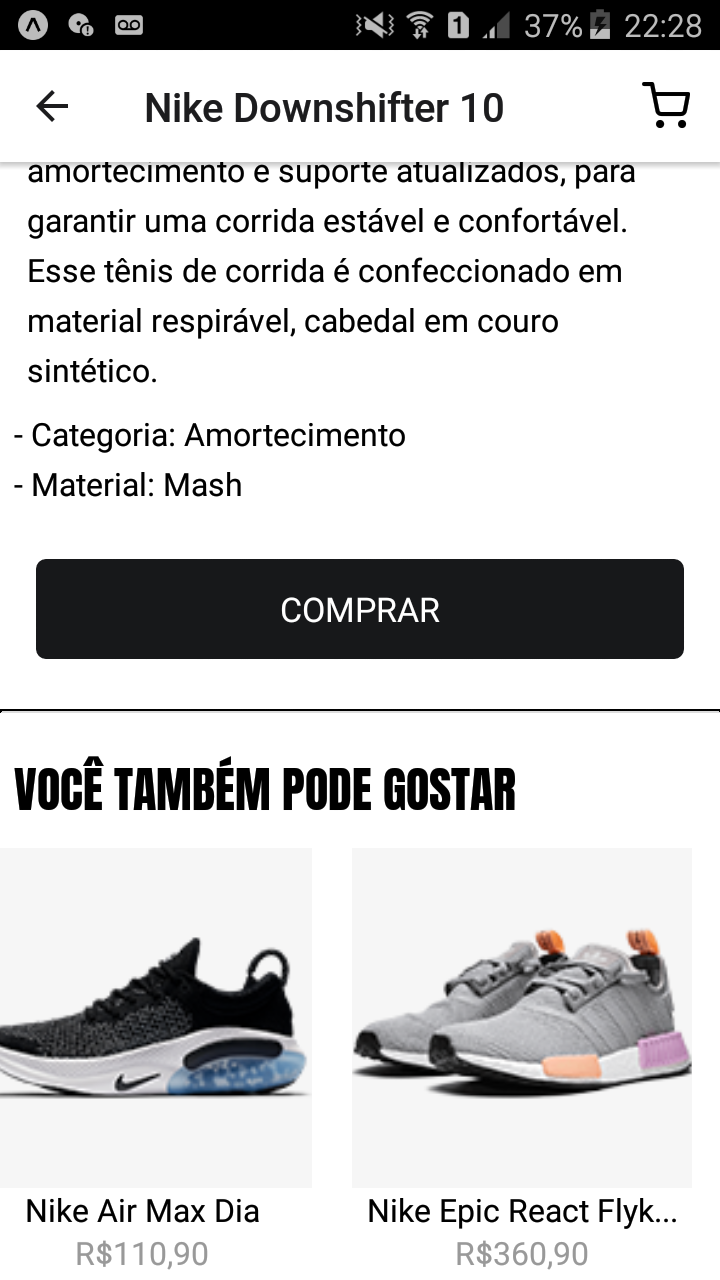 37% 22:28
Nike Downshifter 10
amortecimento e suporte atualizados, para
garantir uma corrida estável e confortável.
Esse tênis de corrida é confeccionado em
material respirável, cabedal em couro
sintético.
- Categoria: Amortecimento
- Material: Mash
COMPRAR
VOCÊ TAMBÉM PODE GOSTAR
Nike Air Max Dia
Nike Epic React Flyk...
R$110,90
R$360,90